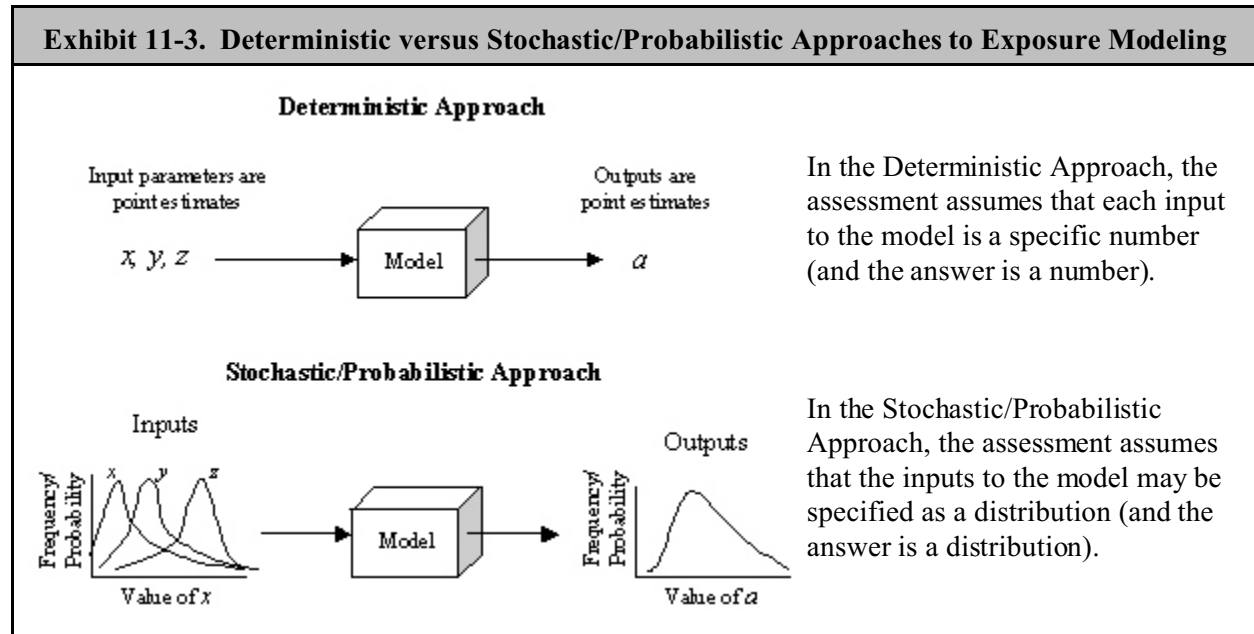 Exhibit 11-3. Deterministic versus Stochastic/Probabilistic Approaches to Exposure Modeling
Deterministic Approach
Input parameters are
point estimates
x, y, z
Model
Outputs are
point estimates
a
In the Deterministic Approach, the
assessment assumes that each input
to the model is a specific number
(and the answer is a number).
Stochastic/Probabilistic Approach
Inputs
x
y
z
Frequency/
Probability
Value of x
Model
Outputs
Frequency/
Probability
Value of a
In the Stochastic/Probabilistic
Approach, the assessment assumes
that the inputs to the model may be
specified as a distribution (and the
answer is a distribution).